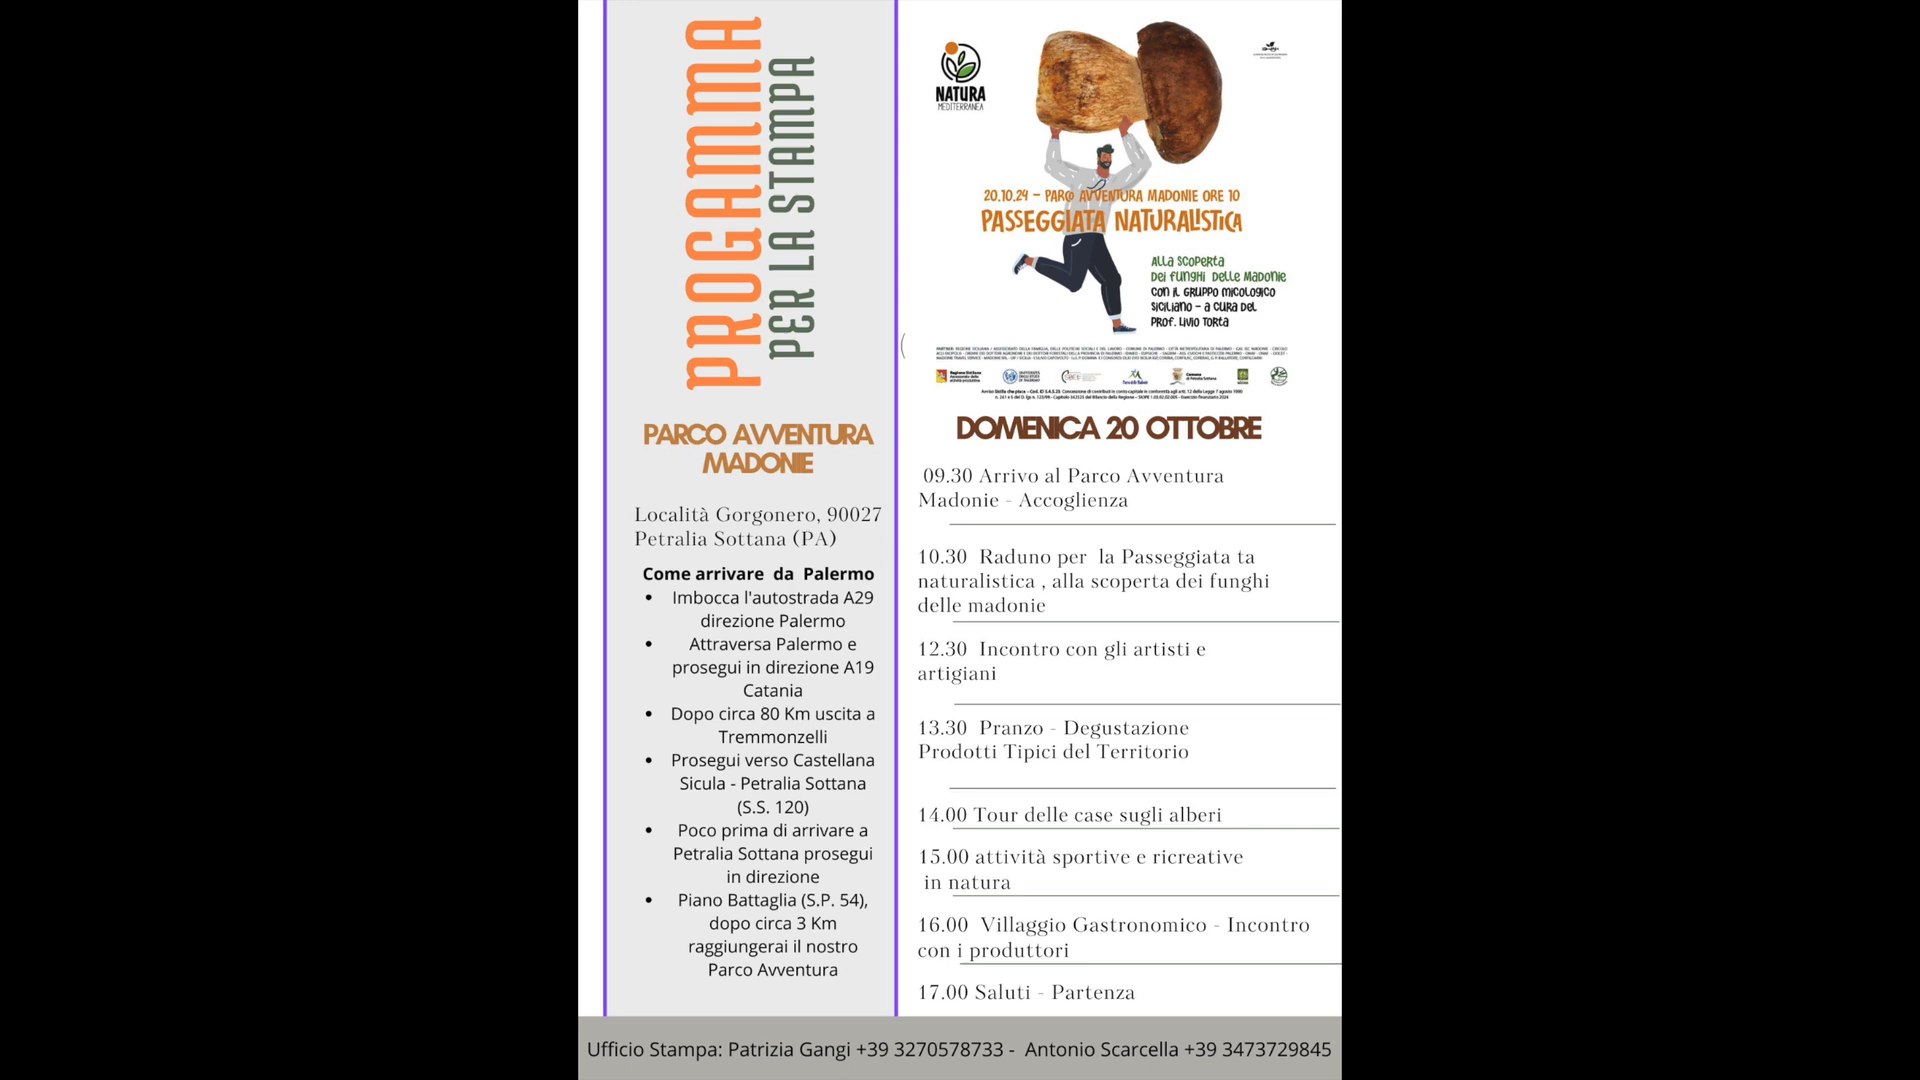 PROGAMMA
PER LA STAMPA
PARCO AVVENTURA
MADONIE
Località Gorgonero, 90027
Petralia Sottana (PA)
Come arrivare da Palermo
• Imbocca l'autostrada A29
direzione Palermo
• Attraversa Palermo e
prosegui in direzione A19
Catania
• Dopo circa 80 Km uscita a
Tremmonzelli
• Prosegui verso Castellana
Sicula - Petralia Sottana
(S.S. 120)
• Poco prima di arrivare a
Petralia Sottana prosegui
in direzione
• Piano Battaglia (S.P. 54),
dopo circa 3 Km
raggiungerai il nostro
Parco Avventura
NATURA
MEDITERRANEA
20.10.24 – PARCO AVVENTURA MADONIE ORE 10
PASSEGGIATA NATURALISTICA
ALLA SCOPERTA
DEI FUNGHI DELLE MADONIE
CON IL GRUPPO MICOLOGICO
SICILIANO – A CURA DEL
PROF. LIVIO TORTA
(
DOMENICA 20 OTTOBRE
09.30 Arrivo al Parco Avventura
Madonie - Accoglienza
10.30 Raduno per la Passeggiata ta
naturalistica , alla scoperta dei funghi
delle madonie
12.30 Incontro con gli artisti e
artigiani
13.30 Pranzo - Degustazione
Prodotti Tipici del Territorio
14.00 Tour delle case sugli alberi
15.00 attività sportive e ricreative
in natura
16.00 Villaggio Gastronomico - Incontro
con i produttori
17.00 Saluti - Partenza
Ufficio Stampa: Patrizia Gangi +39 3270578733 - Antonio Scarcella +39 3473729845